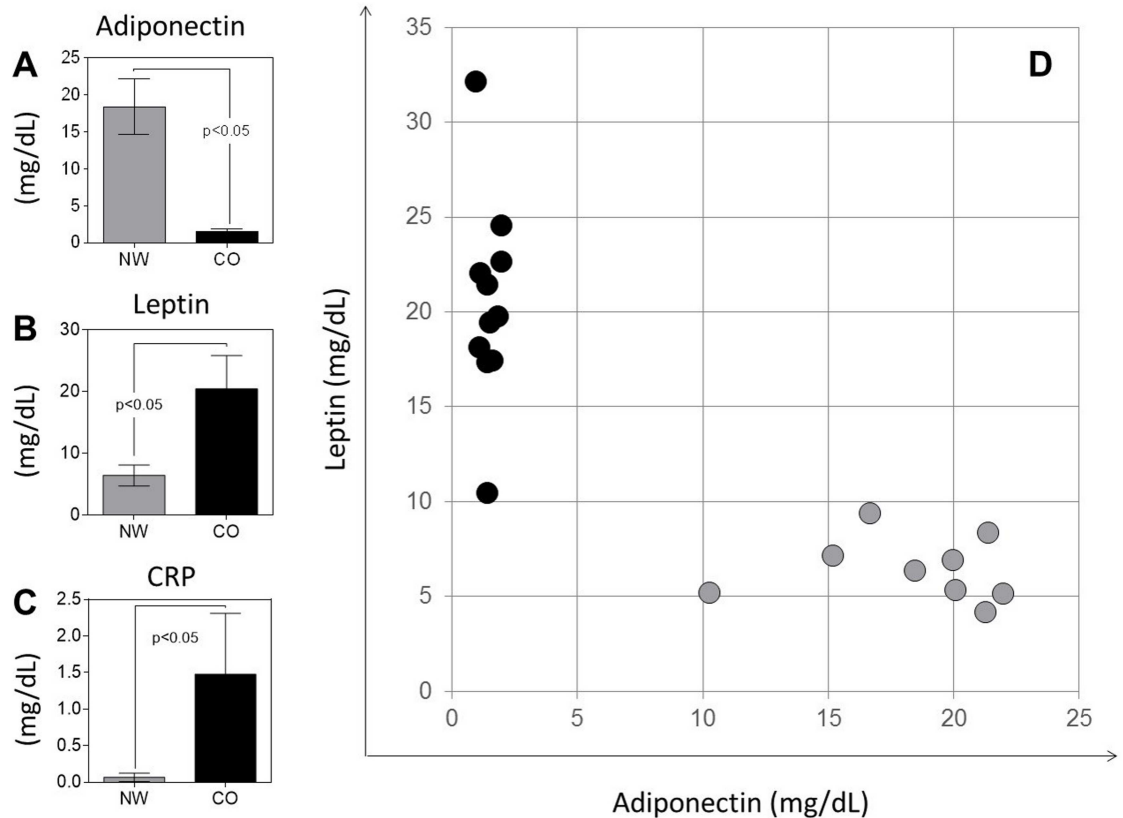 Adiponectin
A
(mg/dL)
25
20
15
10
5
0
p<0.05
NW CO
Leptin
B
(mg/dL)
30
20
10
0
p<0.05
NW CO
CRP
C
(mg/dL)
2.5
2.0
1.5
1.0
0.5
0.0
p<0.05
NW CO
D
Leptin (mg/dL)
35
30
25
20
15
10
5
0
0 5 10 15 20 25
Adiponectin (mg/dL)